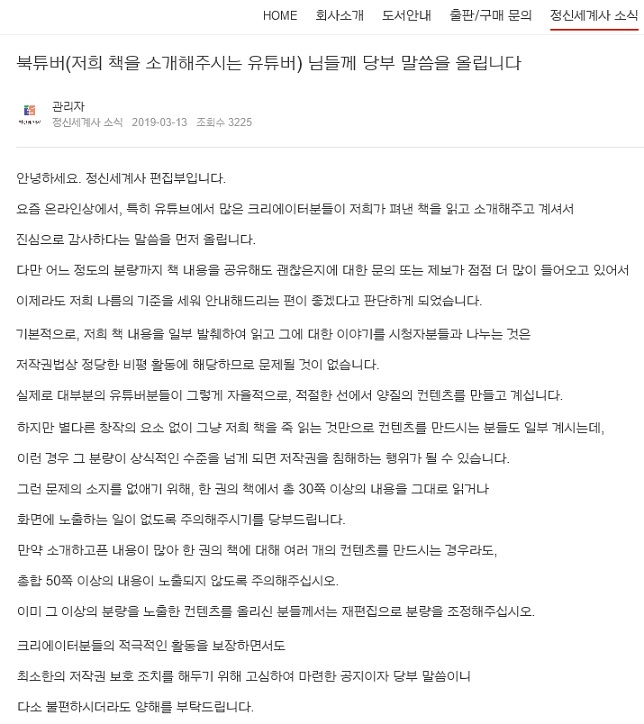 HOME 회사소개 도서안내 출판/구매 문의 정신세계사 소식
북튜버(저희 책을 소개해주시는 유튜버) 님들께 당부 말씀을 올립니다
관리자
정신세계사 소식 2019-03-13 조회수 3225
안녕하세요. 정신세계사 편집부입니다.
요즘 온라인상에서, 특히 유튜브에서 많은 크리에이터분들이 저희가 펴낸 책을 읽고 소개해주고 계셔서
진심으로 감사하다는 말씀을 먼저 올립니다.
다만 어느 정도의 분량까지 책 내용을 공유해도 괜찮은지에 대한 문의 또는 제보가 점점 더 많이 들어오고 있어서
이제라도 저희 나름의 기준을 세워 안내해드리는 편이 좋겠다고 판단하게 되었습니다.
기본적으로, 저희 책 내용을 일부 발췌하여 읽고 그에 대한 이야기를 시청자분들과 나누는 것은
저작권법상 정당한 비평 활동에 해당하므로 문제될 것이 없습니다.
실제로 대부분의 유튜버분들이 그렇게 자율적으로, 적절한 선에서 양질의 컨텐츠를 만들고 계십니다.
하지만 별다른 창작의 요소 없이 그냥 저희 책을 죽 읽는 것만으로 컨텐츠를 만드시는 분들도 일부 계시는데,
이런 경우 그 분량이 상식적인 수준을 넘게 되면 저작권을 침해하는 행위가 될 수 있습니다.
그런 문제의 소지를 없애기 위해, 한 권의 책에서 총 30쪽 이상의 내용을 그대로 읽거나
화면에 노출하는 일이 없도록 주의해주시기를 당부드립니다.
만약 소개하고픈 내용이 많아 한 권의 책에 대해 여러 개의 컨텐츠를 만드시는 경우라도,
총합 50쪽 이상의 내용이 노출되지 않도록 주의해주십시오.
이미 그 이상의 분량을 노출한 컨텐츠를 올리신 분들께서는 재편집으로 분량을 조정해주십시오.
크리에이터분들의 적극적인 활동을 보장하면서도
최소한의 저작권 보호 조치를 해두기 위해 고심하여 마련한 공지이자 당부 말씀이니
다소 불편하시더라도 양해를 부탁드립니다.